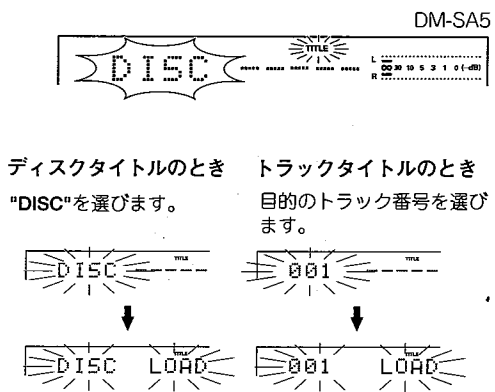 DM-SA5
TITLE
DISC
L
∞ 30 10 5 3 1 0 (-dB)
R
ディスクタイトルのとき
"DISC"を選びます。
トラックタイトルのとき
目的のトラック番号を選び
ます。
TITLE
DISC
TITLE
001
TITLE
DISC LOAD
TITLE
001 LOAD